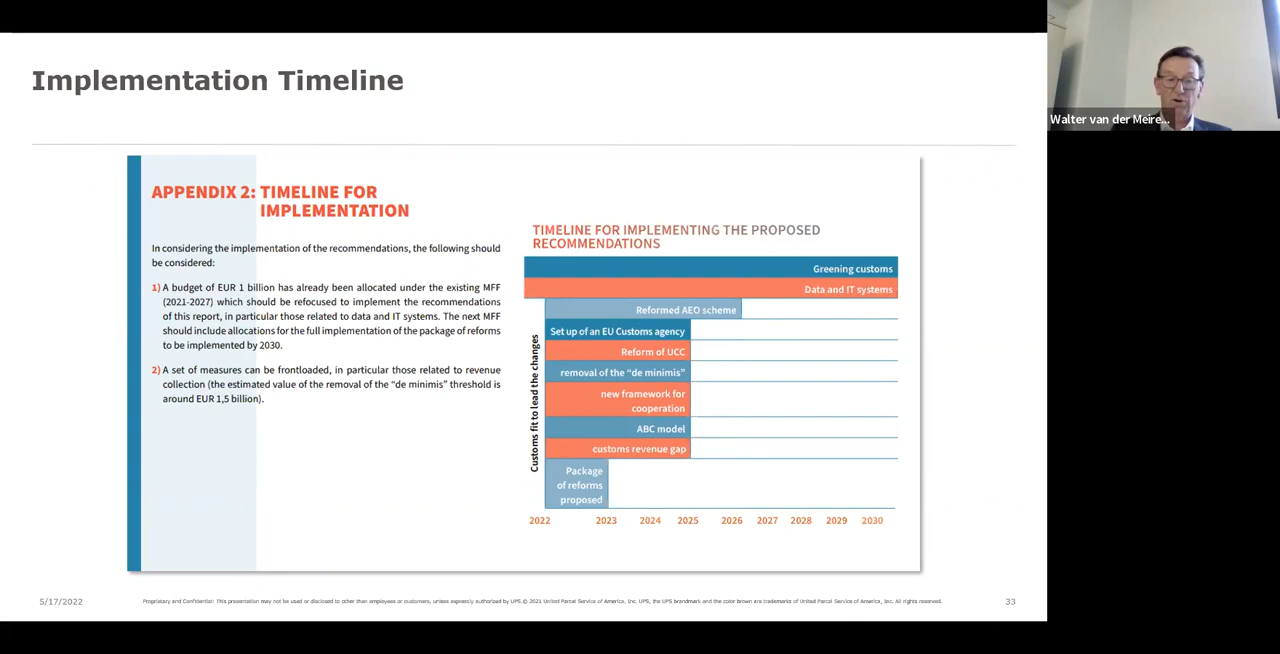 Implementation Timeline
Walter van der Meire...
APPENDIX 2: TIMELINE FOR
IMPLEMENTATION
In considering the implementation of the recommendations, the following should
be considered:
1) A budget of EUR 1 billion has already been allocated under the existing MFF
(2021-2027) which should be refocused to implement the recommendations
of this report, in particular those related to data and IT systems. The next MFF
should include allocations for the full implementation of the package of reforms
to be implemented by 2030.
2) A set of measures can be frontloaded, in particular those related to revenue
collection (the estimated value of the removal of the “de minimis” threshold is
around EUR 1,5 billion).
TIMELINE FOR IMPLEMENTING THE PROPOSED
RECOMMENDATIONS
Greening customs
Data and IT systems
Customs fit to lead the changes
Reformed AEO scheme
Set up of an EU Customs agency
Reform of UCC
removal of the “de minimis”
new framework for
cooperation
ABC model
customs revenue gap
Package
of reforms
proposed
2022 2023 2024 2025 2026 2027 2028 2029 2030
5/17/2022
Proprietary and Confidential: This presentation may not be used or disclosed to other than employees or customers, unless expressly authorized by UPS.© 2021 United Parcel Service of America, Inc. UPS, the UPS brandmark and the color brown are trademarks of United Parcel Service of America, Inc. All rights reserved.
33